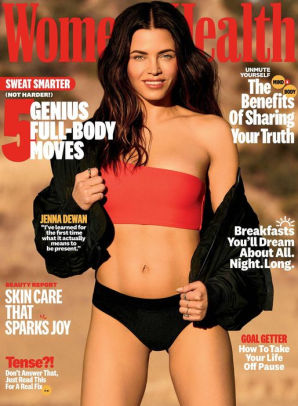 Women's Health
SWEAT SMARTER
(NOT HARDER!)
5 GENIUS
FULL-BODY
MOVES
UNMUTE
YOURSELF
MIND
BODY
The
Benefits
Of Sharing
Your Truth
JENNA DEWAN
"I've learned for
the first time
what it actually
means to
be present."
Breakfasts
You'll Dream
About All.
Night. Long.
BEAUTY REPORT
SKIN CARE
THAT
SPARKS JOY
GOAL GETTER
How To Take
Your Life
Off Pause
Tense?!
Don't Answer That,
Just Read This
For A Real Fix